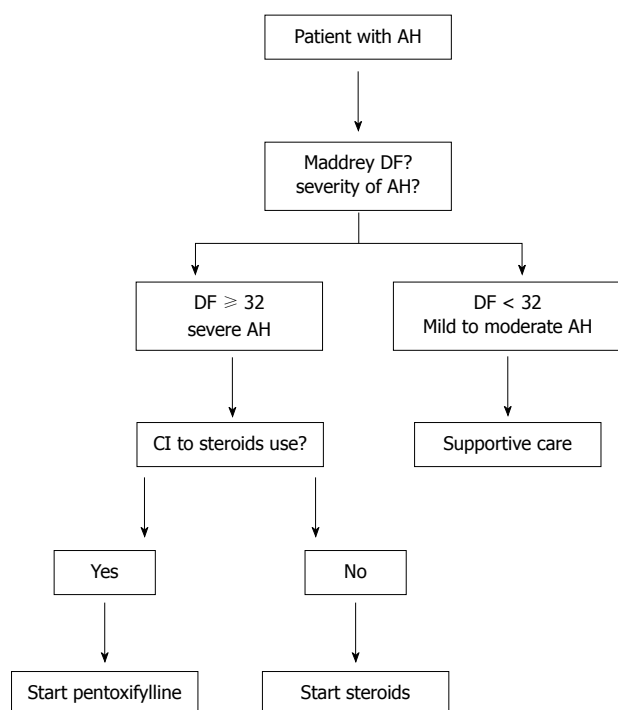 Patient with AH
Maddrey DF?
severity of AH?
DF ⩾ 32
severe AH
DF < 32
Mild to moderate AH
CI to steroids use?
Supportive care
Yes
No
Start pentoxifylline
Start steroids